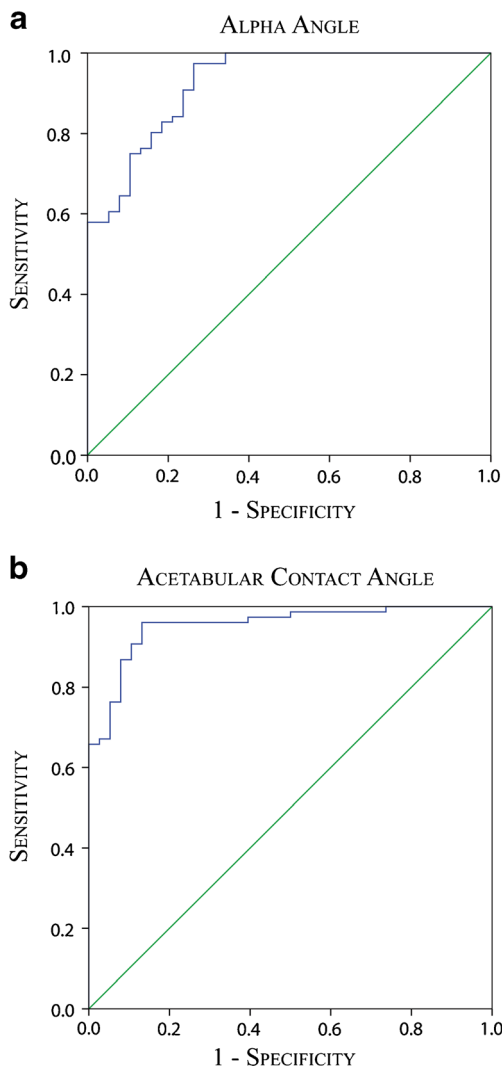 a
ALPHA ANGLE
1.0
0.8
0.6
0.4
0.2
0.0
SENSITIVITY
0.0 0.2 0.4 0.6 0.8 1.0
1 - SPECIFICITY
b
ACETABULAR CONTACT ANGLE
1.0
0.8
0.6
0.4
0.2
0.0
SENSITIVITY
0.0 0.2 0.4 0.6 0.8 1.0
1 - SPECIFICITY